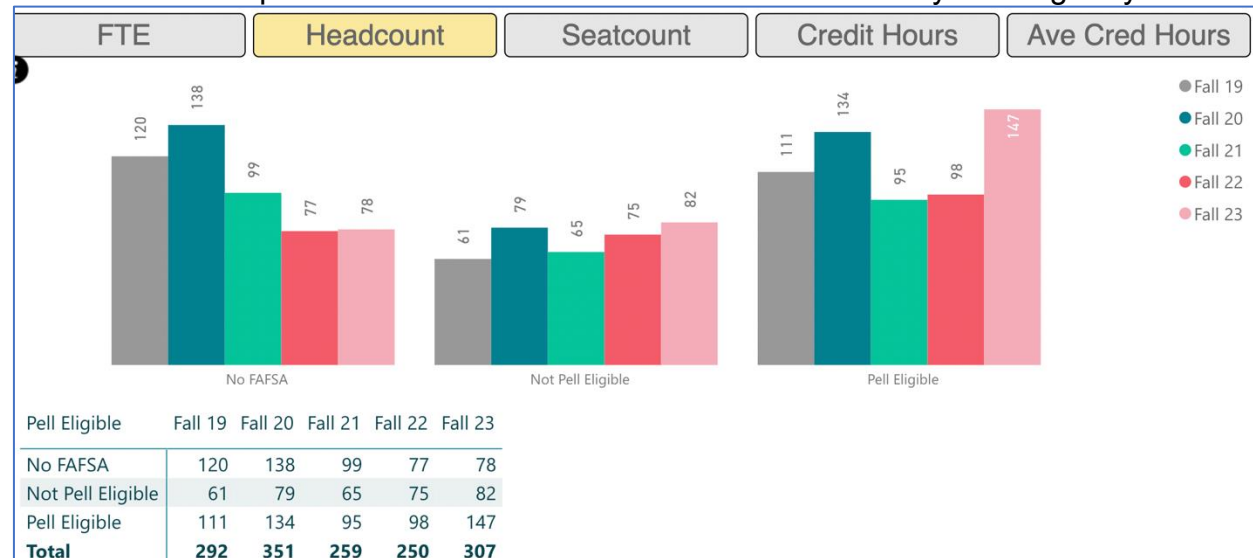 FTE Headcount Seatcount Credit Hours Ave Cred Hours
120 138 99 77 78
61 79 65 75 82
111 134 95 98 147
Fall 19
Fall 20
Fall 21
Fall 22
Fall 23
No FAFSA Not Pell Eligible Pell Eligible
Pell Eligible Fall 19 Fall 20 Fall 21 Fall 22 Fall 23
No FAFSA 120 138 99 77 78
Not Pell Eligible 61 79 65 75 82
Pell Eligible 111 134 95 98 147
Total 292 351 259 250 307